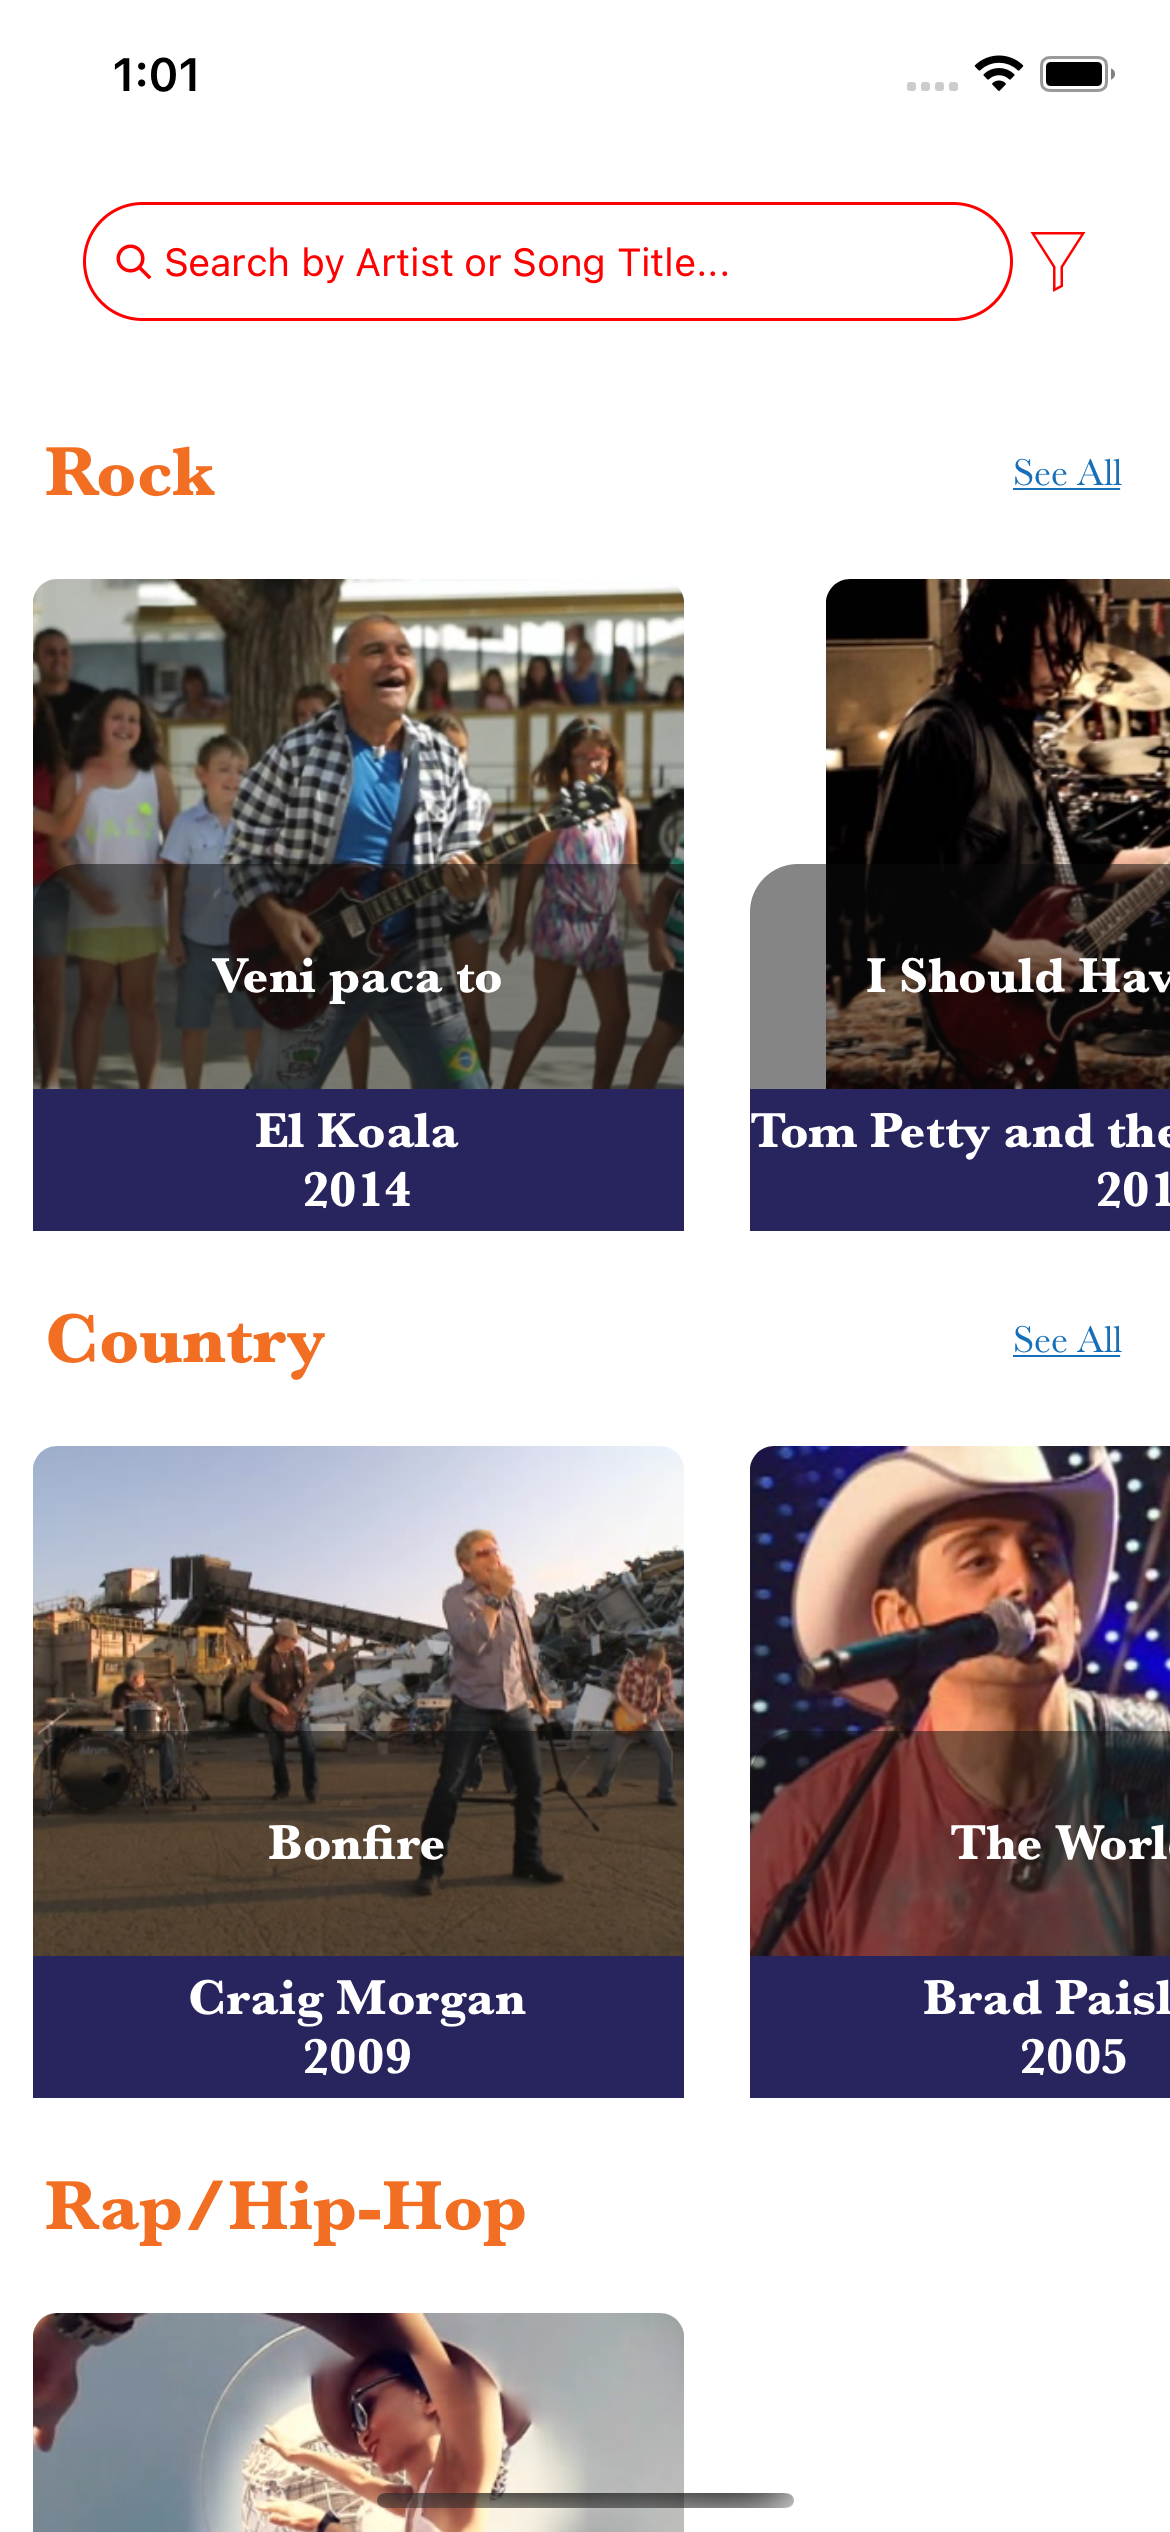 1:01
Search by Artist or Song Title...
Rock
See All
Veni paca to
I Should Hav
El Koala
2014
Tom Petty and the
201
Country
See All
Bonfire
The Worl
Craig Morgan
2009
Brad Paisl
2005
Rap/Hip-Hop